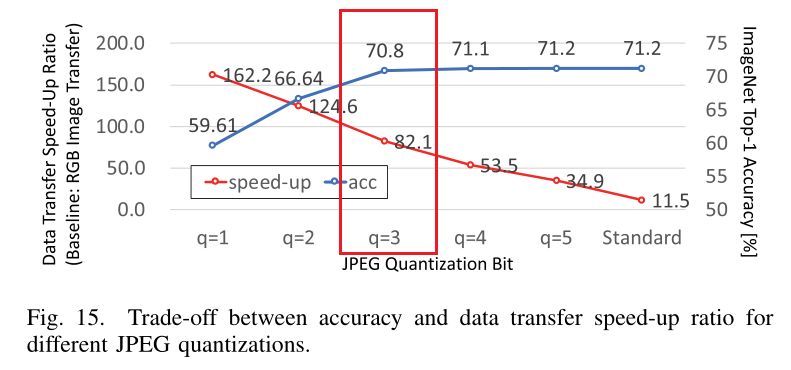 Data Transfer Speed-Up Ratio
(Baseline: RGB Image Transfer)
200.0
150.0
100.0
50.0
0.0
162.2
124.6
82.1
53.5
34.9
11.5
59.61
66.64
70.8
71.1
71.2
71.2
speed-up
acc
75
70
65
60
55
50
ImageNet Top-1 Accuracy [%]
q=1 q=2 q=3 q=4 q=5 Standard
JPEG Quantization Bit
Fig. 15. Trade-off between accuracy and data transfer speed-up ratio for
different JPEG quantizations.